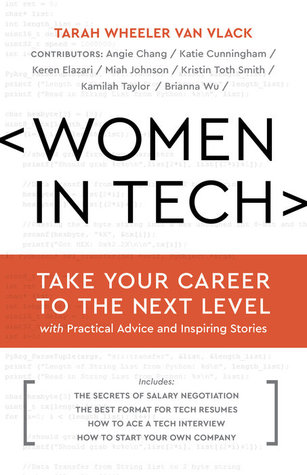 TARAH WHEELER VAN VLACK
CONTRIBUTORS: Angie Chang / Katie Cunningham /
Keren Elazari / Miah Johnson / Kristin Toth Smith /
Kamilah Taylor / Brianna Wu /
<WOMEN
IN TECH>
TAKE YOUR CAREER
TO THE NEXT LEVEL
with Practical Advice and Inspiring Stories
Includes:
THE SECRETS OF SALARY NEGOTIATION
THE BEST FORMAT FOR TECH RESUMES
HOW TO ACE A TECH INTERVIEW
HOW TO START YOUR OWN COMPANY